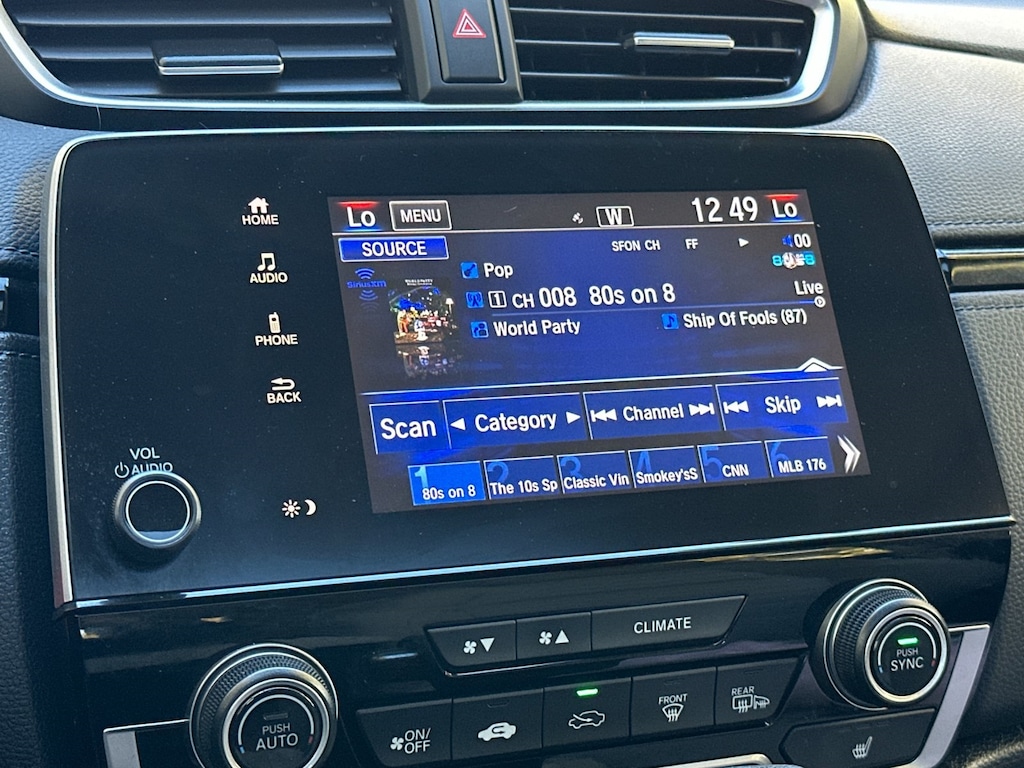 HOME
Lo MENU W 12 49 Lo
SOURCE SFON CH FF 00
AUDIO
SiriusXM
Pop
1 CH 008 80s on 8
Live
World Party Ship Of Fools (87)
PHONE
BACK
Scan Category Channel Skip
1 80s on 8 2 The 10s Sp 3 Classic Vin 4 Smokey'sS 5 CNN 6 MLB 176
VOL
AUDIO
CLIMATE
PUSH
SYNC
PUSH
AUTO
ON/
OFF
FRONT
REAR